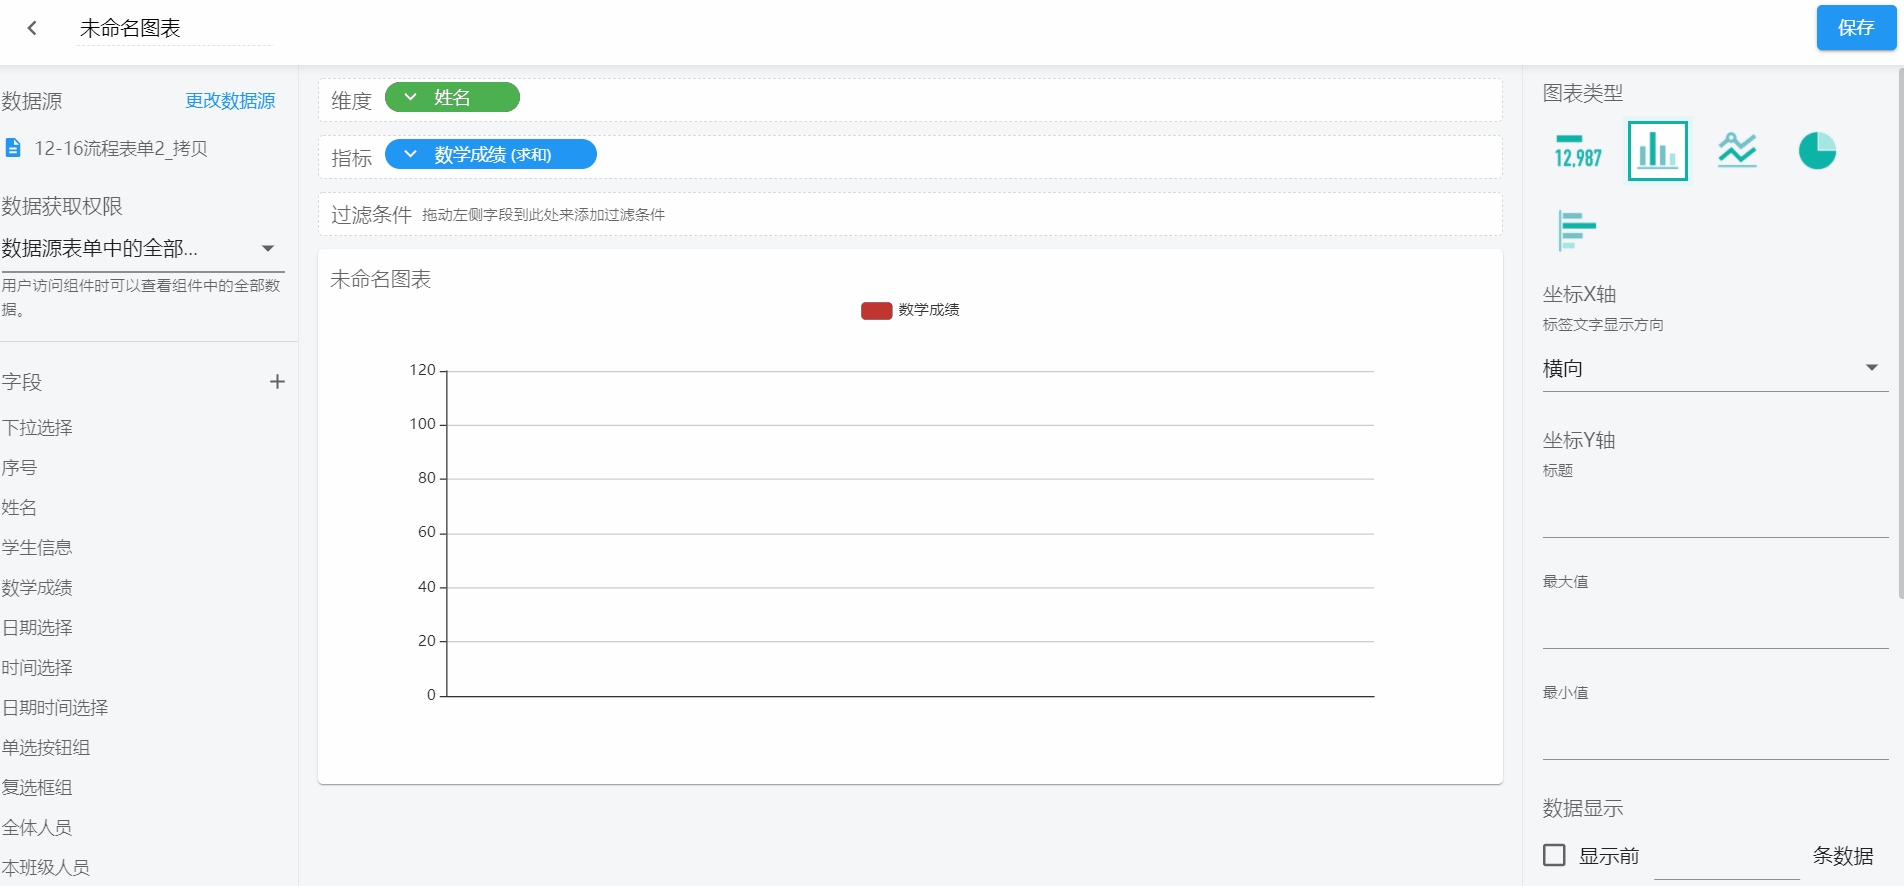 未命名图表
保存
数据源
更改数据源
12-16流程表单2_拷贝
数据获取权限
数据源表单中的全部...
用户访问组件时可以查看组件中的全部数
据。
字段
下拉选择
序号
姓名
学生信息
数学成绩
日期选择
时间选择
日期时间选择
单选按钮组
复选框组
全体人员
本班级人员
维度 姓名
指标 数学成绩 (求和)
过滤条件 拖动左侧字段到此处来添加过滤条件
未命名图表
数学成绩
120
100
80
60
40
20
0
图表类型
12,987
坐标X轴
标签文字显示方向
横向
坐标Y轴
标题
最大值
最小值
数据显示
显示前 条数据